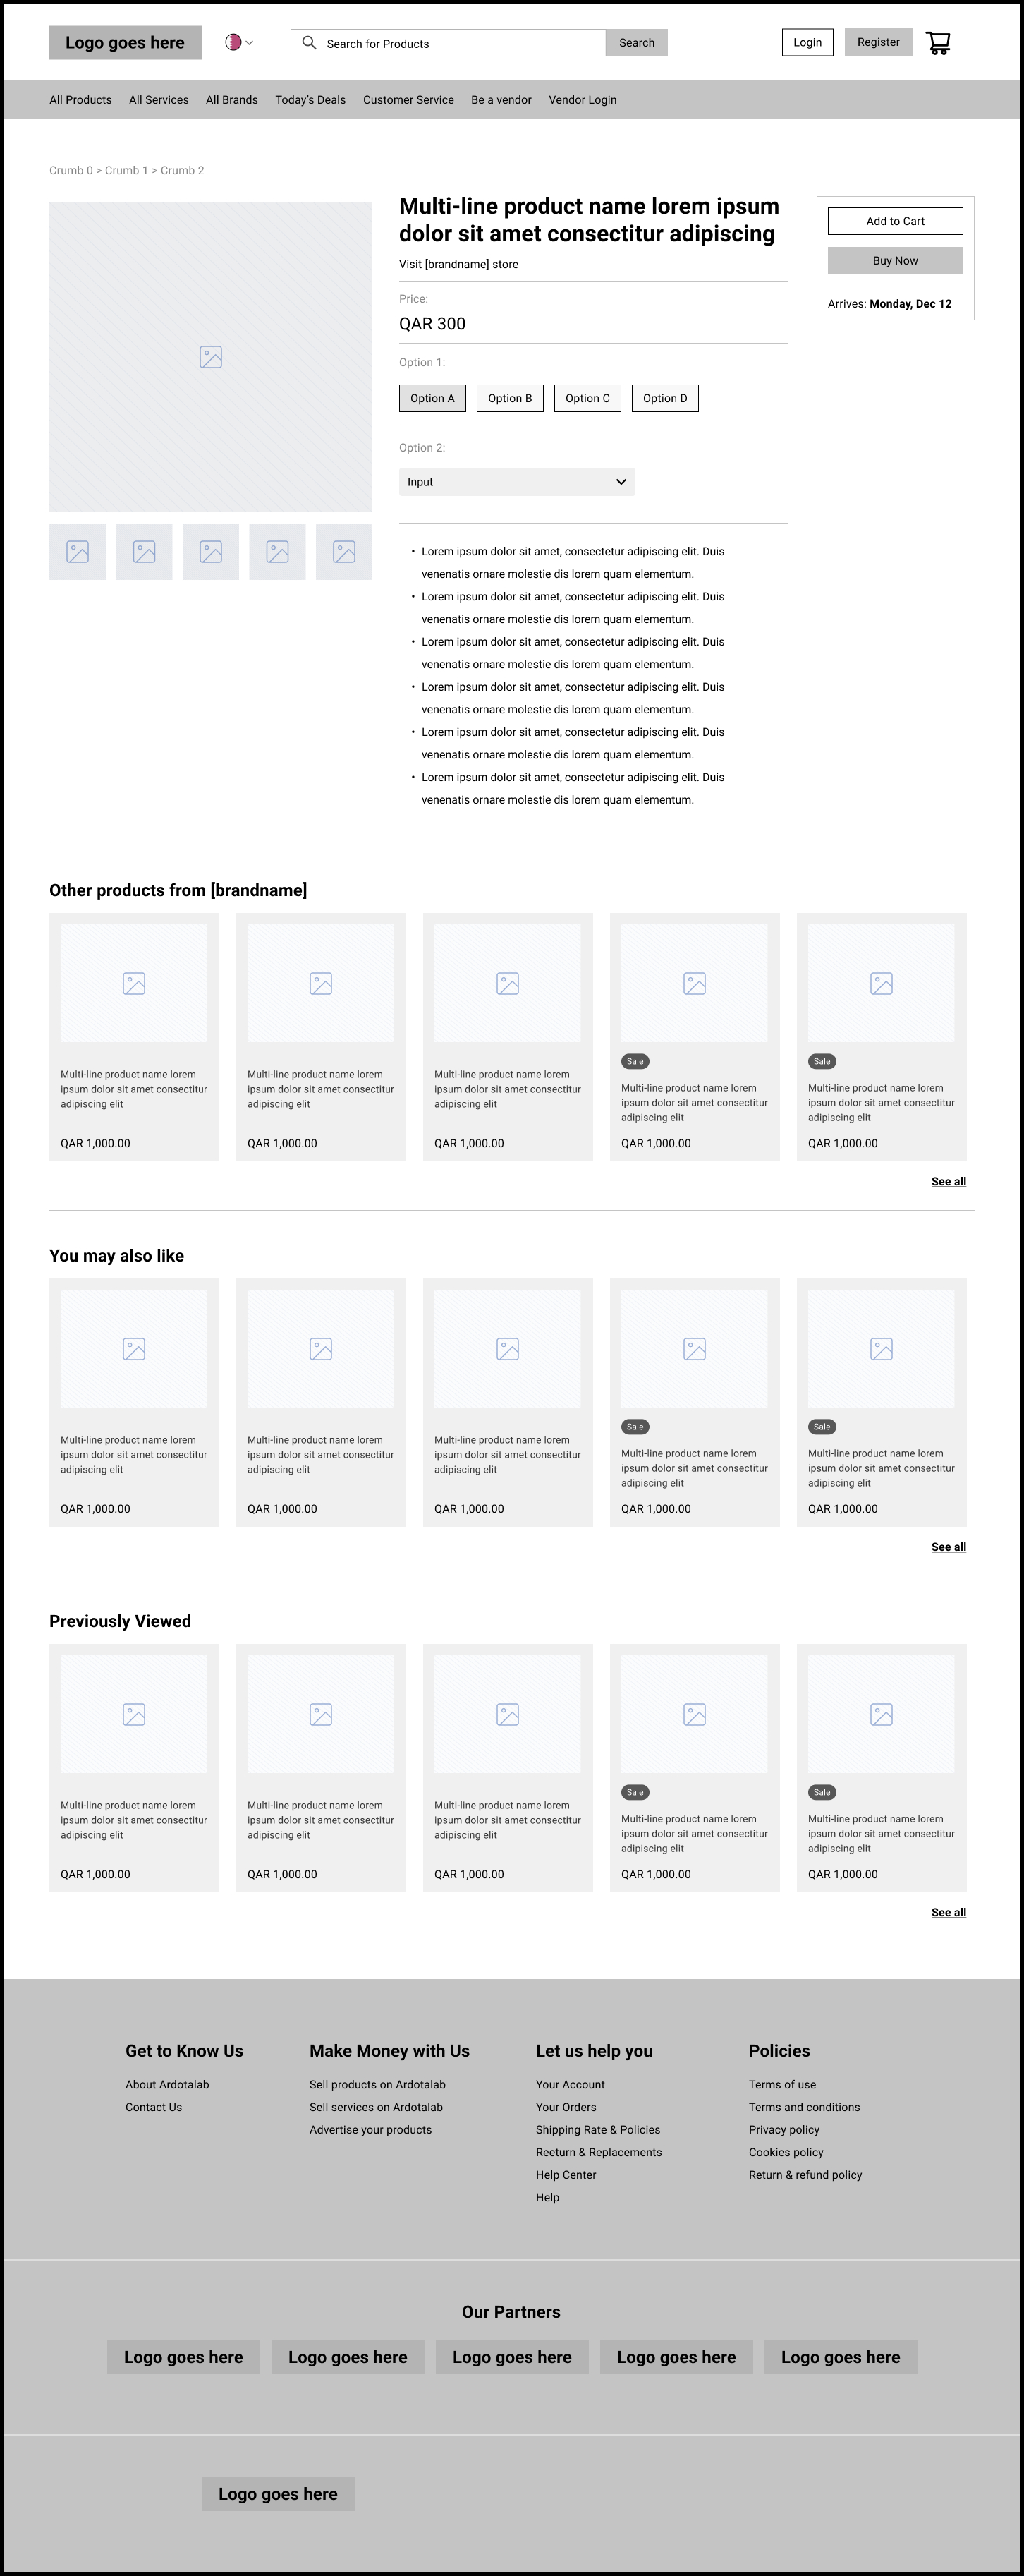 Logo goes here
Search for Products
Search
Login
Register
All Products
All Services
All Brands
Today's Deals
Customer Service
Be a vendor
Vendor Login
Crumb 0 > Crumb 1 > Crumb 2
Multi-line product name lorem ipsum
dolor sit amet consectitur adipiscing
Visit [brandname] store
Price:
QAR 300
Option 1:
Option A
Option B
Option C
Option D
Option 2:
Input
• Lorem ipsum dolor sit amet, consectetur adipiscing elit. Duis
venenatis ornare molestie dis lorem quam elementum.
• Lorem ipsum dolor sit amet, consectetur adipiscing elit. Duis
venenatis ornare molestie dis lorem quam elementum.
• Lorem ipsum dolor sit amet, consectetur adipiscing elit. Duis
venenatis ornare molestie dis lorem quam elementum.
• Lorem ipsum dolor sit amet, consectetur adipiscing elit. Duis
venenatis ornare molestie dis lorem quam elementum.
• Lorem ipsum dolor sit amet, consectetur adipiscing elit. Duis
venenatis ornare molestie dis lorem quam elementum.
• Lorem ipsum dolor sit amet, consectetur adipiscing elit. Duis
venenatis ornare molestie dis lorem quam elementum.
Add to Cart
Buy Now
Arrives: Monday, Dec 12
Other products from [brandname]
Multi-line product name lorem
ipsum dolor sit amet consectitur
adipiscing elit
QAR 1,000.00
Multi-line product name lorem
ipsum dolor sit amet consectitur
adipiscing elit
QAR 1,000.00
Multi-line product name lorem
ipsum dolor sit amet consectitur
adipiscing elit
QAR 1,000.00
Sale
Multi-line product name lorem
ipsum dolor sit amet consectitur
adipiscing elit
QAR 1,000.00
Sale
Multi-line product name lorem
ipsum dolor sit amet consectitur
adipiscing elit
QAR 1,000.00
See all
You may also like
Multi-line product name lorem
ipsum dolor sit amet consectitur
adipiscing elit
QAR 1,000.00
Multi-line product name lorem
ipsum dolor sit amet consectitur
adipiscing elit
QAR 1,000.00
Multi-line product name lorem
ipsum dolor sit amet consectitur
adipiscing elit
QAR 1,000.00
Sale
Multi-line product name lorem
ipsum dolor sit amet consectitur
adipiscing elit
QAR 1,000.00
Sale
Multi-line product name lorem
ipsum dolor sit amet consectitur
adipiscing elit
QAR 1,000.00
See all
Previously Viewed
Multi-line product name lorem
ipsum dolor sit amet consectitur
adipiscing elit
QAR 1,000.00
Multi-line product name lorem
ipsum dolor sit amet consectitur
adipiscing elit
QAR 1,000.00
Multi-line product name lorem
ipsum dolor sit amet consectitur
adipiscing elit
QAR 1,000.00
Sale
Multi-line product name lorem
ipsum dolor sit amet consectitur
adipiscing elit
QAR 1,000.00
Sale
Multi-line product name lorem
ipsum dolor sit amet consectitur
adipiscing elit
QAR 1,000.00
See all
Get to Know Us
About Ardotalab
Contact Us
Make Money with Us
Sell products on Ardotalab
Sell services on Ardotalab
Advertise your products
Let us help you
Your Account
Your Orders
Shipping Rate & Policies
Reeturn & Replacements
Help Center
Help
Policies
Terms of use
Terms and conditions
Privacy policy
Cookies policy
Return & refund policy
Our Partners
Logo goes here
Logo goes here
Logo goes here
Logo goes here
Logo goes here
Logo goes here